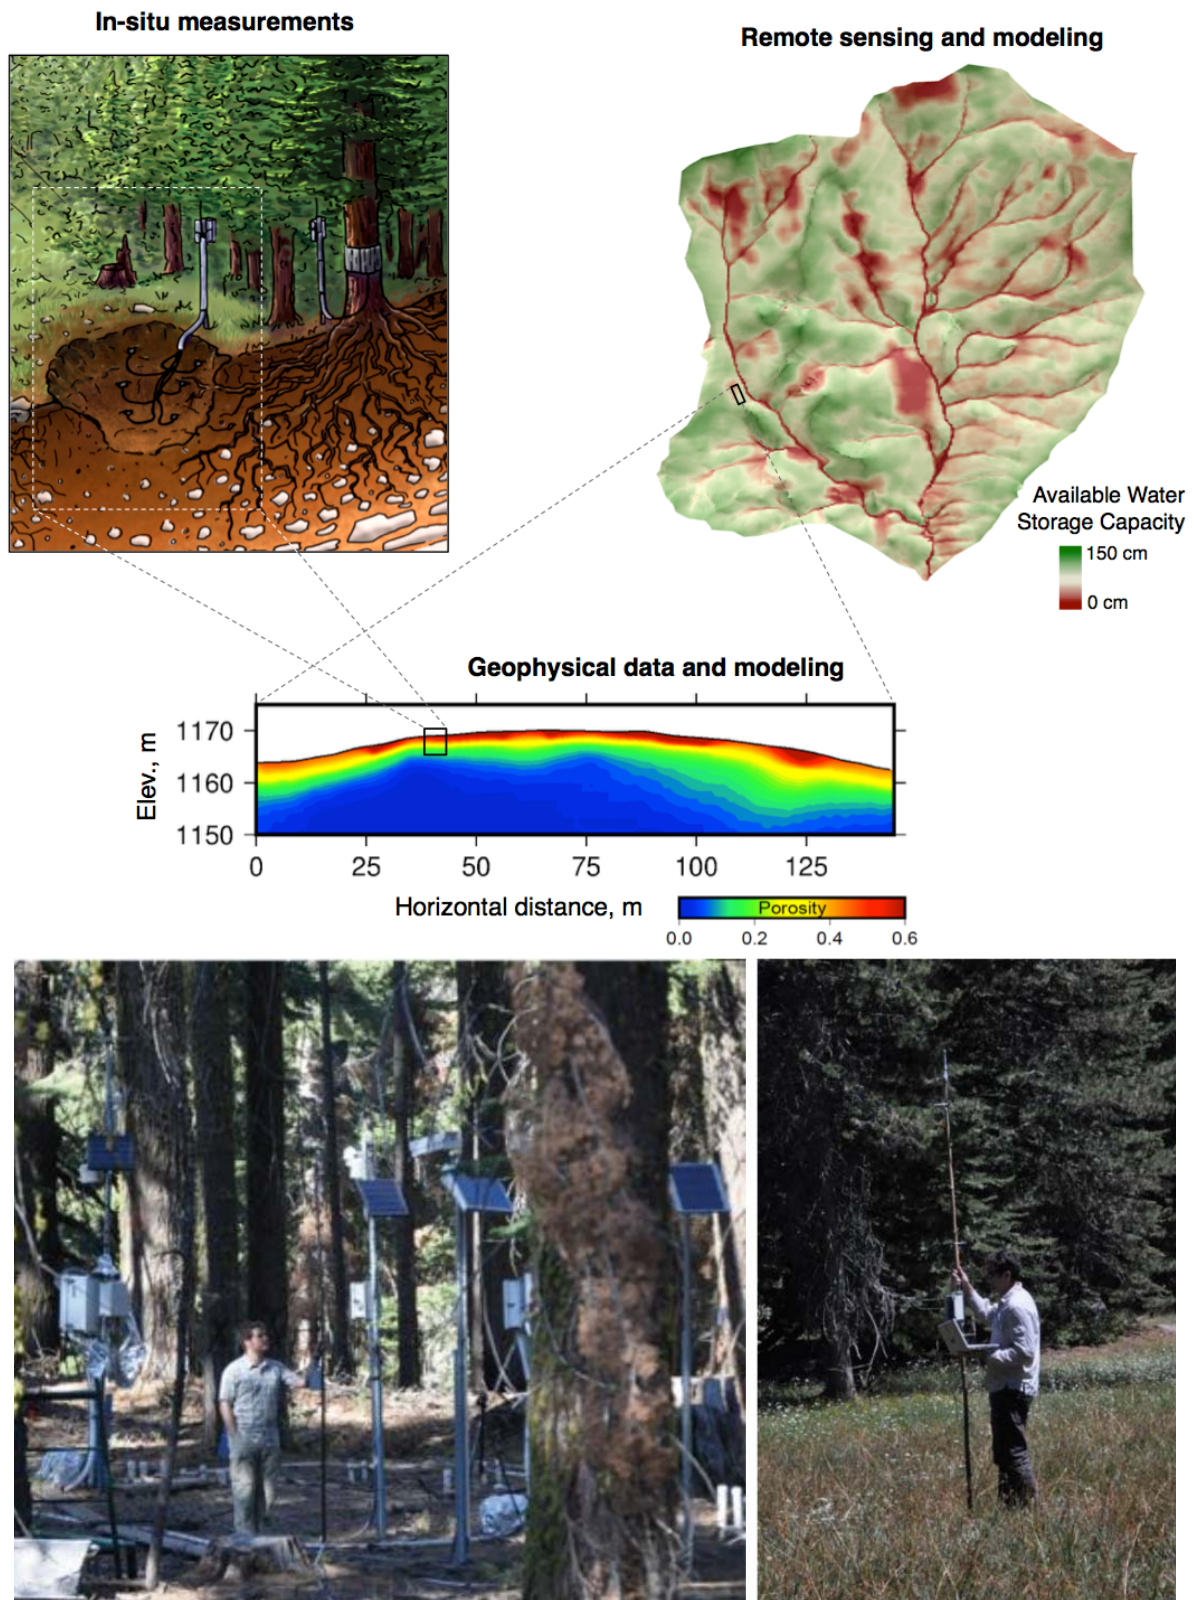 In-situ measurements
Remote sensing and modeling
Available Water
Storage Capacity
150 cm
0 cm
Geophysical data and modeling
Elev., m
1170
1160
1150
0 25 50 75 100 125
Horizontal distance, m
Porosity
0.0 0.2 0.4 0.6